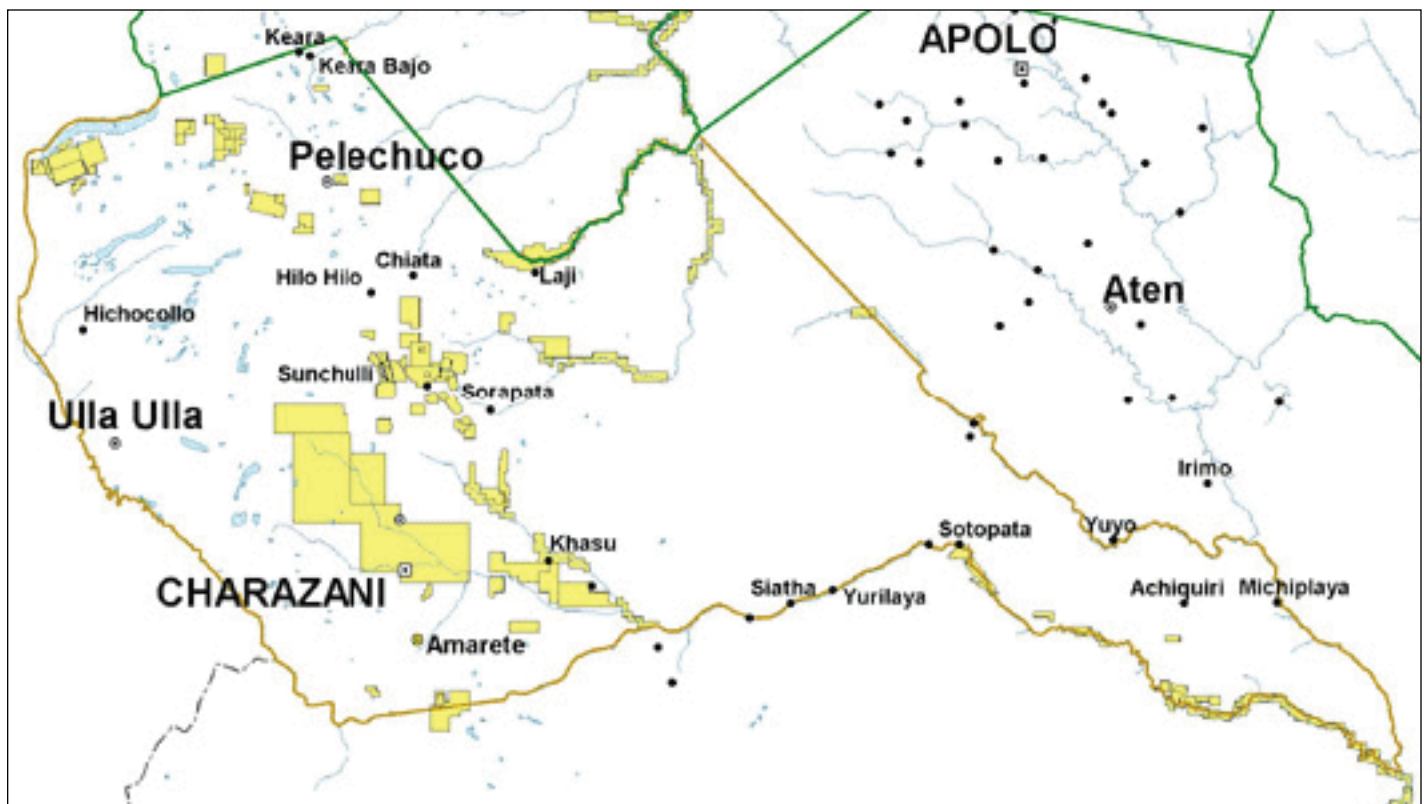 Keara
APOLO
Keara Bajo
Pelechuco
Chiata
Hilo Hilo
Laji
Aten
Hichocollo
Sunchulli
Sorapata
Ulla Ulla
Irimo
Khasu
Sotopata
Yuyo
CHARAZANI
Siatha
Yurilaya
Achiquiri
Michiplaya
Amarete